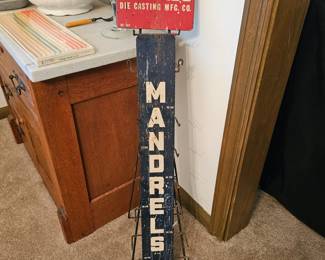 DIE CASTING MFG. CO.
MANDRELS